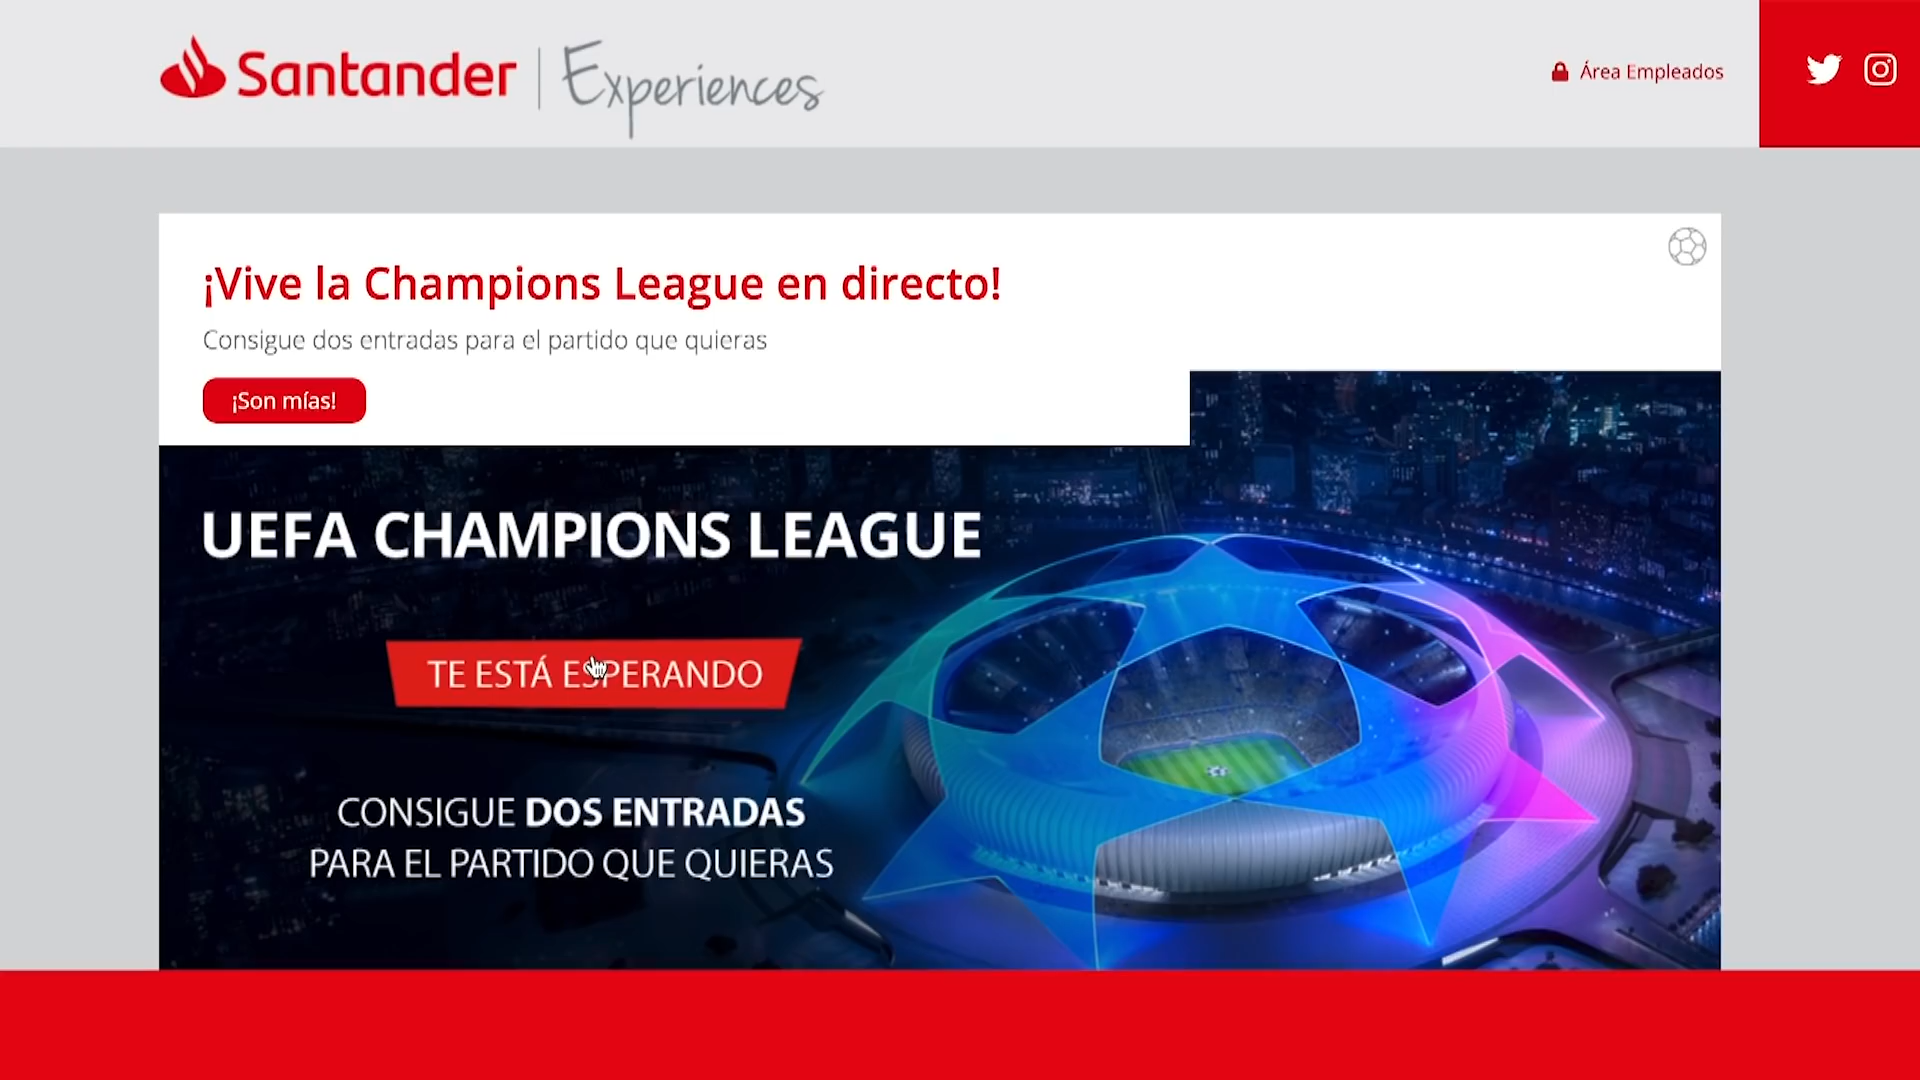 Santander
Experiences
Área Empleados
¡Vive la Champions League en directo!
Consigue dos entradas para el partido que quieras
¡Son mías!
UEFA CHAMPIONS LEAGUE
TE ESTÁ ESPERANDO
CONSIGUE DOS ENTRADAS
PARA EL PARTIDO QUE QUIERAS